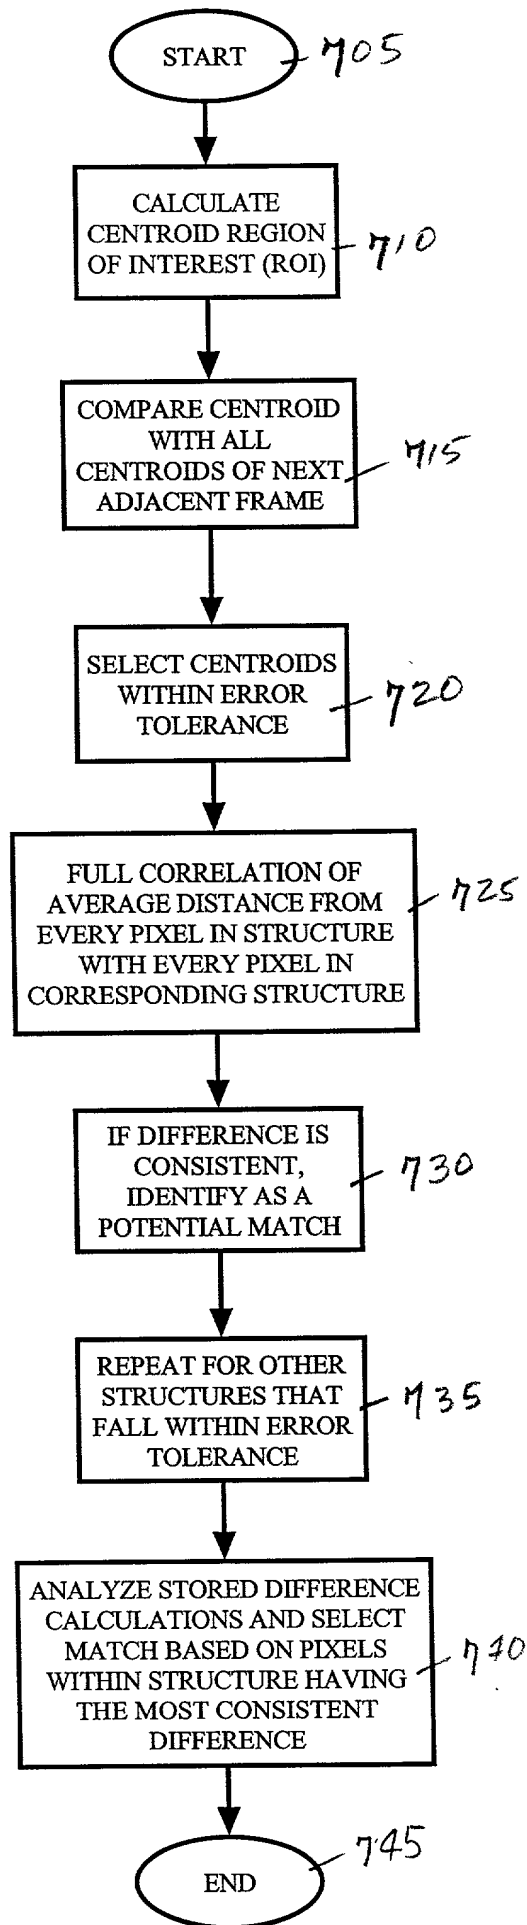 START
705
CALCULATE
CENTROID REGION
OF INTEREST (ROI)
710
COMPARE CENTROID
WITH ALL
CENTROIDS OF NEXT
ADJACENT FRAME
715
SELECT CENTROIDS
WITHIN ERROR
TOLERANCE
720
FULL CORRELATION OF
AVERAGE DISTANCE FROM
EVERY PIXEL IN STRUCTURE
WITH EVERY PIXEL IN
CORRESPONDING STRUCTURE
725
IF DIFFERENCE IS
CONSISTENT,
IDENTIFY AS A
POTENTIAL MATCH
730
REPEAT FOR OTHER
STRUCTURES THAT
FALL WITHIN ERROR
TOLERANCE
735
ANALYZE STORED DIFFERENCE
CALCULATIONS AND SELECT
MATCH BASED ON PIXELS
WITHIN STRUCTURE HAVING
THE MOST CONSISTENT
DIFFERENCE
740
END
745